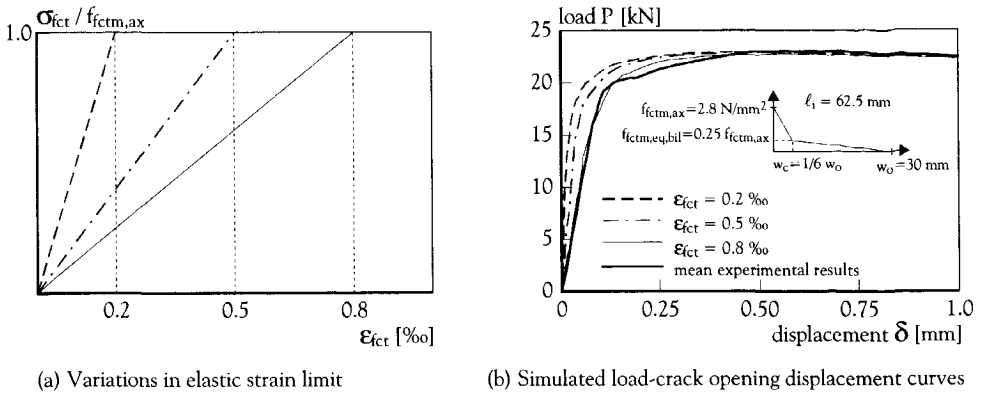 σfct / ffctm,ax
1.0
0.2
0.5
0.8
εfct [‰]
(a) Variations in elastic strain limit
load P [kN]
25
20
15
10
5
0
ffctm,ax=2.8 N/mm²
ℓ1 = 62.5 mm
ffctm,eq,bil=0.25 ffctm,ax
wc=1/6 wo
wo=30 mm
εfct = 0.2 ‰
εfct = 0.5 ‰
εfct = 0.8 ‰
mean experimental results
0
0.25
0.50
0.75
1.0
displacement δ [mm]
(b) Simulated load-crack opening displacement curves